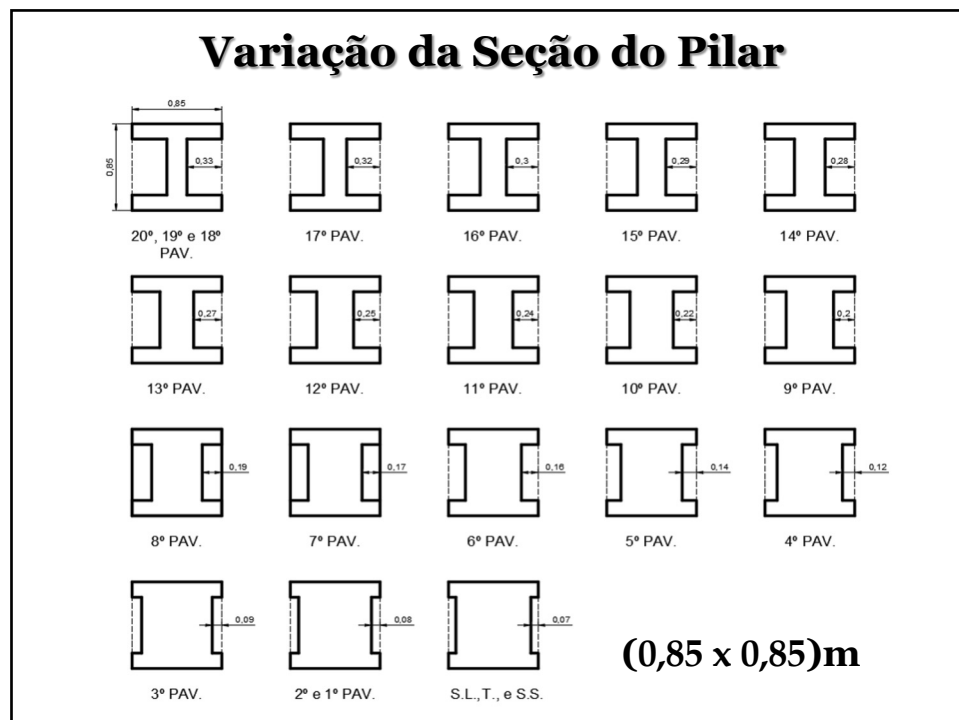 Variação da Seção do Pilar
0,85
0,85
0,33
0,32
0,3
0,29
0,28
20º, 19º e 18º
PAV.
17º PAV.
16º PAV.
15º PAV.
14º PAV.
0,27
0,25
0,24
0,22
0,2
13º PAV.
12º PAV.
11º PAV.
10º PAV.
9º PAV.
0,19
0,17
0,16
0,14
0,12
8º PAV.
7º PAV.
6º PAV.
5º PAV.
4º PAV.
0,09
0,08
0,07
(0,85 x 0,85)m
3º PAV.
2º e 1º PAV.
S.L.,T., e S.S.